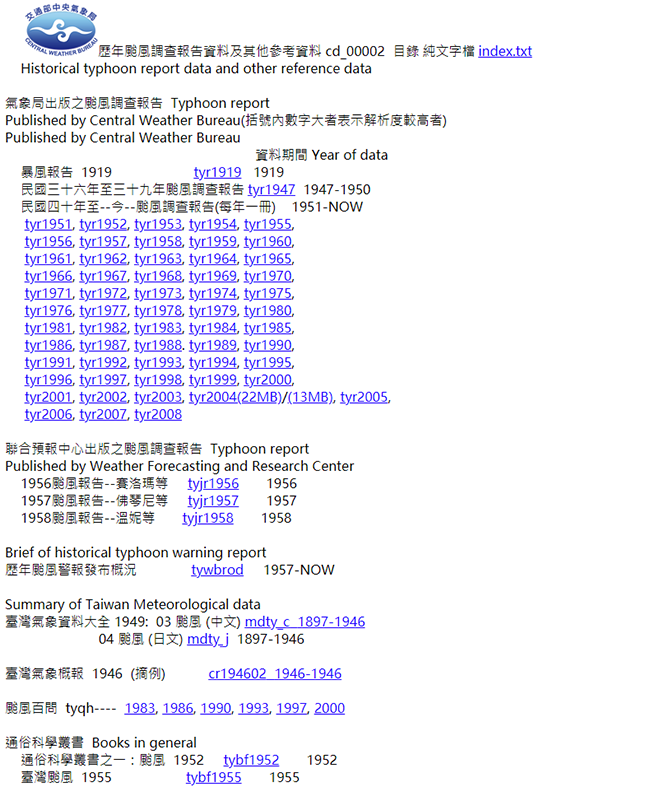 交通部中央氣象局
CENTRAL WEATHER BUREAU
歷年颱風調查報告資料及其他參考資料 cd_00002 目錄 純文字檔 index.txt
Historical typhoon report data and other reference data
氣象局出版之颱風調查報告 Typhoon report
Published by Central Weather Bureau(括號內數字大者表示解析度較高者)
Published by Central Weather Bureau
資料期間 Year of data
暴風報告 1919 tyr1919 1919
民國三十六年至三十九年颱風調查報告 tyr1947 1947-1950
民國四十年至--今--颱風調查報告(每年一冊) 1951-NOW
tyr1951, tyr1952, tyr1953, tyr1954, tyr1955,
tyr1956, tyr1957, tyr1958, tyr1959, tyr1960,
tyr1961, tyr1962, tyr1963, tyr1964, tyr1965,
tyr1966, tyr1967, tyr1968, tyr1969, tyr1970,
tyr1971, tyr1972, tyr1973, tyr1974, tyr1975,
tyr1976, tyr1977, tyr1978, tyr1979, tyr1980,
tyr1981, tyr1982, tyr1983, tyr1984, tyr1985,
tyr1986, tyr1987, tyr1988. tyr1989, tyr1990,
tyr1991, tyr1992, tyr1993, tyr1994, tyr1995,
tyr1996, tyr1997, tyr1998, tyr1999, tyr2000,
tyr2001, tyr2002, tyr2003, tyr2004(22MB)/(13MB), tyr2005,
tyr2006, tyr2007, tyr2008
聯合預報中心出版之颱風調查報告 Typhoon report
Published by Weather Forecasting and Research Center
1956颱風報告--賽洛瑪等 tyjr1956 1956
1957颱風報告--佛琴尼等 tyjr1957 1957
1958颱風報告--溫妮等 tyjr1958 1958
Brief of historical typhoon warning report
歷年颱風警報發布概況 tywbrod 1957-NOW
Summary of Taiwan Meteorological data
臺灣氣象資料大全 1949: 03 颱風 (中文) mdty_c 1897-1946
04 颱風 (日文) mdty_j 1897-1946
臺灣氣象概報 1946 (摘例) cr194602 1946-1946
颱風百問 tyqh---- 1983, 1986, 1990, 1993, 1997, 2000
通俗科學叢書 Books in general
通俗科學叢書之一：颱風 1952 tybf1952 1952
臺灣颱風 1955 tybf1955 1955